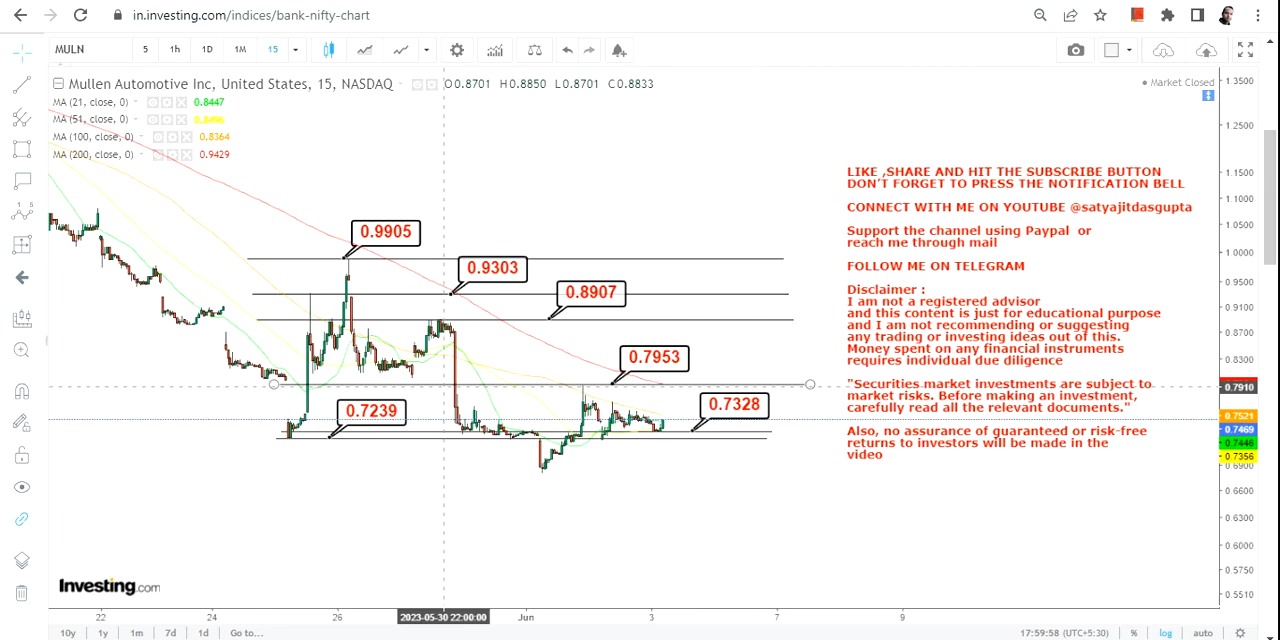 in.investing.com/indices/bank-nifty-chart
MULN 5 1h 1D 1M 15
Mullen Automotive Inc, United States, 15, NASDAQ O0.8701 H0.8850 L0.8701 C0.8833
Market Closed
MA (21, close, 0) 0.8447
MA (51, close, 0)
MA (100, close, 0) 0.8364
MA (200, close, 0) 0.9429
LIKE ,SHARE AND HIT THE SUBSCRIBE BUTTON
DON'T FORGET TO PRESS THE NOTIFICATION BELL
CONNECT WITH ME ON YOUTUBE @satyajitdasgupta
Support the channel using Paypal or
reach me through mail
FOLLOW ME ON TELEGRAM
Disclaimer :
I am not a registered advisor
and this content is just for educational purpose
and I am not recommending or suggesting
any trading or investing ideas out of this.
Money spent on any financial instruments
requires individual due diligence
"Securities market investments are subject to
market risks. Before making an investment,
carefully read all the relevant documents."
Also, no assurance of guaranteed or risk-free
returns to investors will be made in the
video
0.9905
0.9303
0.8907
0.7953
0.7239
0.7328
1.3500
1.2500
1.1500
1.1000
1.0500
1.0000
0.9500
0.9100
0.8700
0.8300
0.7910
0.7521
0.7469
0.7446
0.7356
0.6900
0.6600
0.6300
0.6000
0.5750
0.5510
Investing.com
22 24 26 2023-05-30 22:00:00 Jun 3 7 9
10y 1y 1m 7d 1d Go to... 17:59:58 (UTC+5:30) % log auto